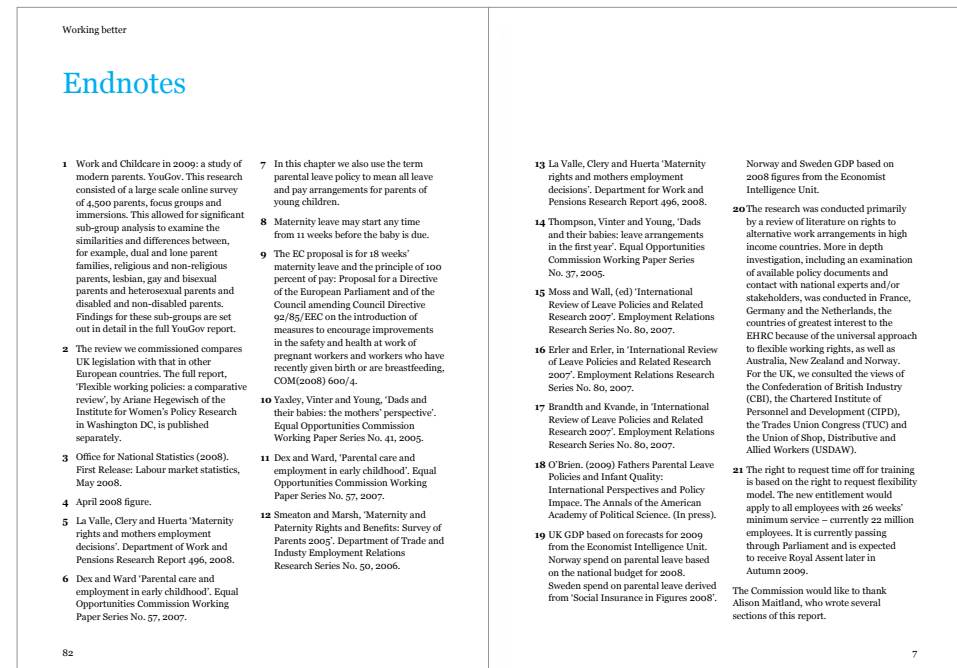 Working better
Endnotes
1 Work and Childcare in 2009: a study of
modern parents. YouGov. This research
consisted of a large scale online survey
of 4,500 parents, focus groups and
immersions. This allowed for significant
sub-group analysis to examine the
similarities and differences between,
for example, dual and lone parent
families, religious and non-religious
parents, lesbian, gay and bisexual
parents and heterosexual parents and
disabled and non-disabled parents.
Findings for these sub-groups are set
out in detail in the full YouGov report.
2 The review we commissioned compares
UK legislation with that in other
European countries. The full report,
‘Flexible working policies: a comparative
review’, by Ariane Hegewisch of the
Institute for Women’s Policy Research
in Washington DC, is published
separately.
3 Office for National Statistics (2008).
First Release: Labour market statistics,
May 2008.
4 April 2008 figure.
5 La Valle, Clery and Huerta ‘Maternity
rights and mothers employment
decisions’. Department of Work and
Pensions Research Report 496, 2008.
6 Dex and Ward ‘Parental care and
employment in early childhood’. Equal
Opportunities Commission Working
Paper Series No. 57, 2007.
7 In this chapter we also use the term
parental leave policy to mean all leave
and pay arrangements for parents of
young children.
8 Maternity leave may start any time
from 11 weeks before the baby is due.
9 The EC proposal is for 18 weeks’
maternity leave and the principle of 100
percent of pay: Proposal for a Directive
of the European Parliament and of the
Council amending Council Directive
92/85/EEC on the introduction of
measures to encourage improvements
in the safety and health at work of
pregnant workers and workers who have
recently given birth or are breastfeeding,
COM(2008) 600/4.
10 Yaxley, Vinter and Young, ‘Dads and
their babies: the mothers’ perspective’.
Equal Opportunities Commission
Working Paper Series No. 41, 2005.
11 Dex and Ward, ‘Parental care and
employment in early childhood’. Equal
Opportunities Commission Working
Paper Series No. 57, 2007.
12 Smeaton and Marsh, ‘Maternity and
Paternity Rights and Benefits: Survey of
Parents 2005’. Department of Trade and
Industy Employment Relations
Research Series No. 50, 2006.
82
13 La Valle, Clery and Huerta ‘Maternity
rights and mothers employment
decisions’. Department for Work and
Pensions Research Report 496, 2008.
14 Thompson, Vinter and Young, ‘Dads
and their babies: leave arrangements
in the first year’. Equal Opportunities
Commission Working Paper Series
No. 37, 2005.
15 Moss and Wall, (ed) ‘International
Review of Leave Policies and Related
Research 2007’. Employment Relations
Research Series No. 80, 2007.
16 Erler and Erler, in ‘International Review
of Leave Policies and Related Research
2007’. Employment Relations Research
Series No. 80, 2007.
17 Brandth and Kvande, in ‘International
Review of Leave Policies and Related
Research 2007’. Employment Relations
Research Series No. 80, 2007.
18 O’Brien. (2009) Fathers Parental Leave
Policies and Infant Quality:
International Perspectives and Policy
Impace. The Annals of the American
Academy of Political Science. (In press).
19 UK GDP based on forecasts for 2009
from the Economist Intelligence Unit.
Norway spend on parental leave based
on the national budget for 2008.
Sweden spend on parental leave derived
from ‘Social Insurance in Figures 2008’.
Norway and Sweden GDP based on
2008 figures from the Economist
Intelligence Unit.
20 The research was conducted primarily
by a review of literature on rights to
alternative work arrangements in high
income countries. More in depth
investigation, including an examination
of available policy documents and
contact with national experts and/or
stakeholders, was conducted in France,
Germany and the Netherlands, the
countries of greatest interest to the
EHRC because of the universal approach
to flexible working rights, as well as
Australia, New Zealand and Norway.
For the UK, we consulted the views of
the Confederation of British Industry
(CBI), the Chartered Institute of
Personnel and Development (CIPD),
the Trades Union Congress (TUC) and
the Union of Shop, Distributive and
Allied Workers (USDAW).
21 The right to request time off for training
is based on the right to request flexibility
model. The new entitlement would
apply to all employees with 26 weeks’
minimum service – currently 22 million
employees. It is currently passing
through Parliament and is expected
to receive Royal Assent later in
Autumn 2009.
The Commission would like to thank
Alison Maitland, who wrote several
sections of this report.
7